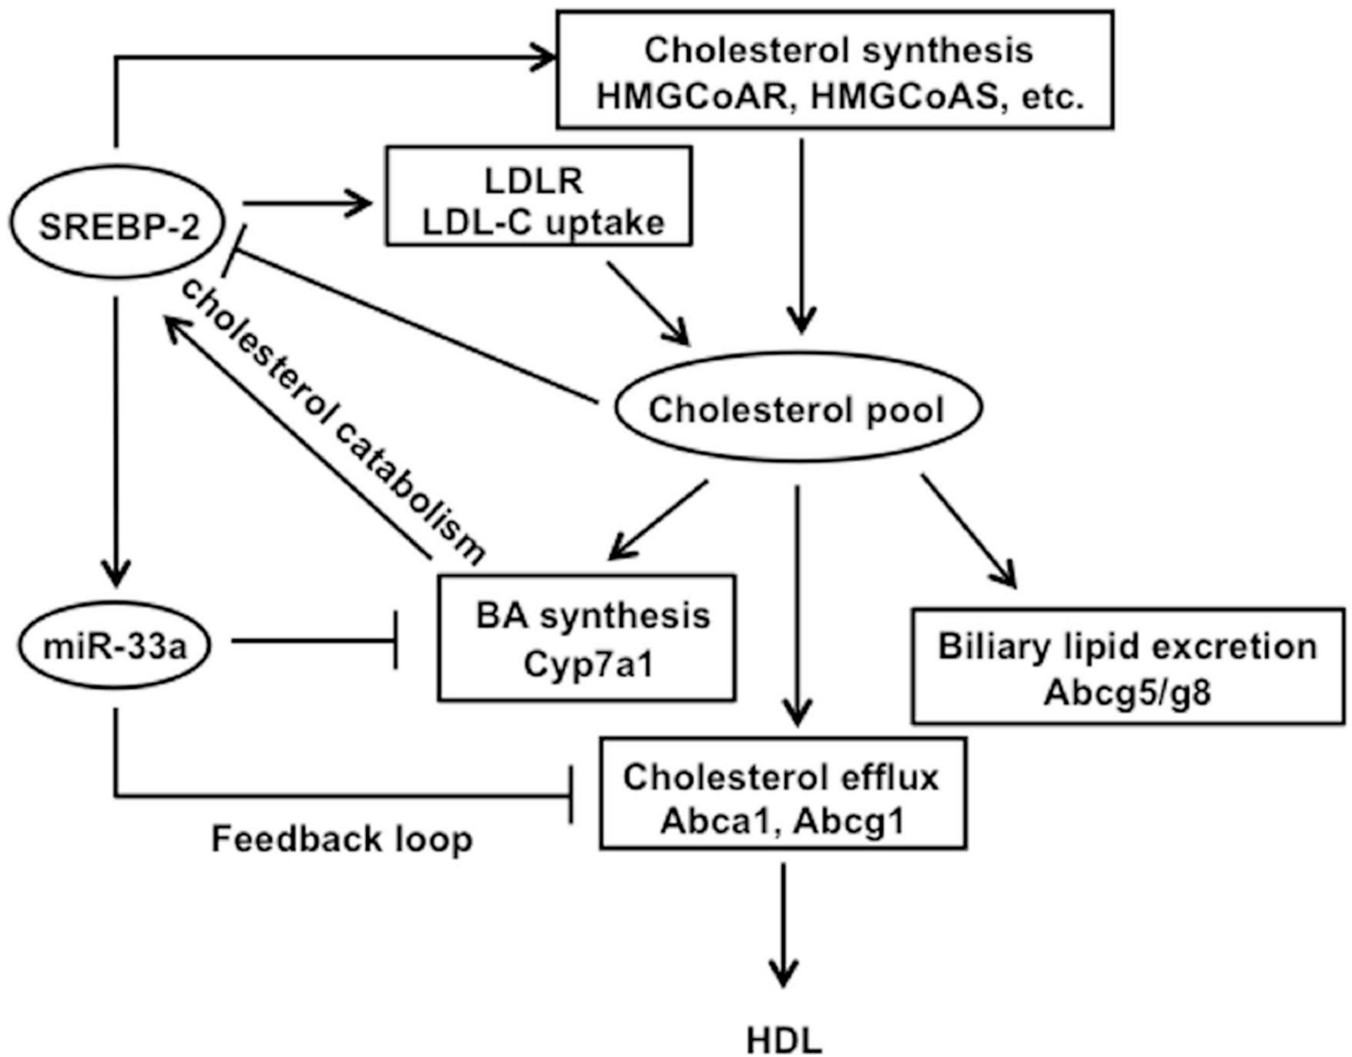 Cholesterol synthesis
HMGCoAR, HMGCoAS, etc.
LDLR
LDL-C uptake
SREBP-2
cholesterol catabolism
Cholesterol pool
miR-33a
BA synthesis
Cyp7a1
Biliary lipid excretion
Abcg5/g8
Cholesterol efflux
Abca1, Abcg1
Feedback loop
HDL